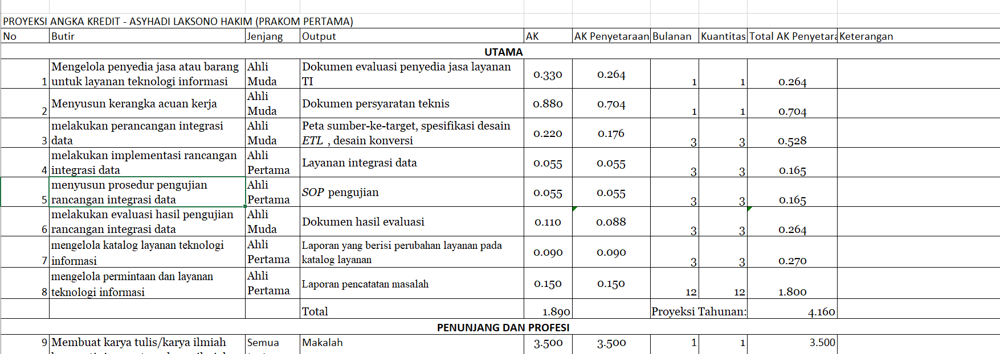 PROYEKSI ANGKA KREDIT - ASYHADI LAKSONO HAKIM (PRAKOM PERTAMA)
No Butir Jenjang Output AK AK Penyetaraan Bulanan Kuantitas Total AK Penyetara Keterangan
UTAMA
1 Mengelola penyedia jasa atau barang untuk layanan teknologi informasi Ahli Muda Dokumen evaluasi penyedia jasa layanan TI 0.330 0.264 1 1 0.264
2 Menyusun kerangka acuan kerja Ahli Muda Dokumen persyaratan teknis 0.880 0.704 1 1 0.704
3 melakukan perancangan integrasi data Ahli Muda Peta sumber-ke-target, spesifikasi desain ETL , desain konversi 0.220 0.176 3 3 0.528
4 melakukan implementasi rancangan integrasi data Ahli Pertama Layanan integrasi data 0.055 0.055 3 3 0.165
5 menyusun prosedur pengujian rancangan integrasi data Ahli Pertama SOP pengujian 0.055 0.055 3 3 0.165
6 melakukan evaluasi hasil pengujian rancangan integrasi data Ahli Muda Dokumen hasil evaluasi 0.110 0.088 3 3 0.264
7 mengelola katalog layanan teknologi informasi Ahli Pertama Laporan yang berisi perubahan layanan pada katalog layanan 0.090 0.090 3 3 0.270
8 mengelola permintaan dan layanan teknologi informasi Ahli Pertama Laporan pencatatan masalah 0.150 0.150 12 12 1.800
Total 1.890 Proyeksi Tahunan: 4.160
PENUNJANG DAN PROFESI
9 Membuat karya tulis/karya ilmiah Semua Makalah 3.500 3.500 1 1 3.500